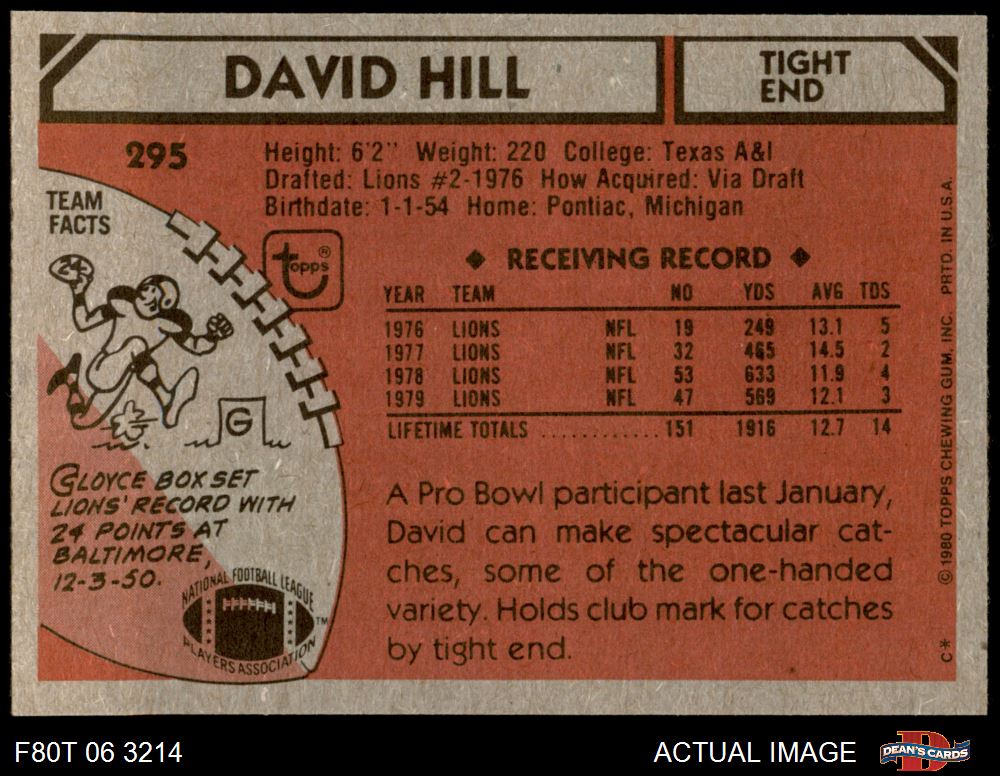 DAVID HILL
TIGHT
END
295
Height: 6'2" Weight: 220 College: Texas A&I
Drafted: Lions #2-1976 How Acquired: Via Draft
Birthdate: 1-1-54 Home: Pontiac, Michigan
TEAM
FACTS
24
topps®
◆ RECEIVING RECORD ◆
YEAR TEAM NO YDS AVG TDS
1976 LIONS NFL 19 249 13.1 5
1977 LIONS NFL 32 465 14.5 2
1978 LIONS NFL 53 633 11.9 4
1979 LIONS NFL 47 569 12.1 3
LIFETIME TOTALS ............ 151 1916 12.7 14
G
GLOYCE BOX SET
LIONS' RECORD WITH
24 POINTS AT
BALTIMORE,
12-3-50.
NATIONAL FOOTBALL LEAGUE
PLAYERS ASSOCIATION
TM
A Pro Bowl participant last January,
David can make spectacular cat-
ches, some of the one-handed
variety. Holds club mark for catches
by tight end.
C* © 1980 TOPPS CHEWING GUM, INC. PRTD. IN U.S.A.
F80T 06 3214
ACTUAL IMAGE
DEAN'S CARDS